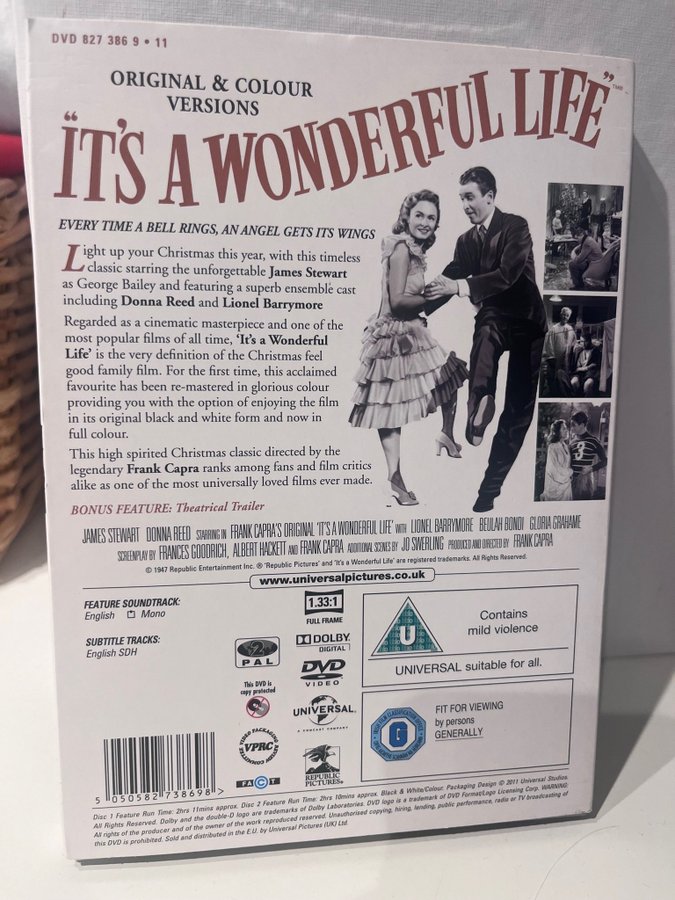 DVD 827 386 9 • 11
ORIGINAL & COLOUR
VERSIONS
"IT'S A WONDERFUL LIFE"™
EVERY TIME A BELL RINGS, AN ANGEL GETS ITS WINGS
Light up your Christmas this year, with this timeless
classic starring the unforgettable James Stewart
as George Bailey and featuring a superb ensemble cast
including Donna Reed and Lionel Barrymore
Regarded as a cinematic masterpiece and one of the
most popular films of all time, 'It's a Wonderful
Life' is the very definition of the Christmas feel
good family film. For the first time, this acclaimed
favourite has been re-mastered in glorious colour
providing you with the option of enjoying the film
in its original black and white form and now in
full colour.
This high spirited Christmas classic directed by the
legendary Frank Capra ranks among fans and film critics
alike as one of the most universally loved films ever made.
BONUS FEATURE: Theatrical Trailer
JAMES STEWART DONNA REED STARRING IN FRANK CAPRA'S ORIGINAL 'IT'S A WONDERFUL LIFE' WITH LIONEL BARRYMORE BEULAH BONDI GLORIA GRAHAME
SCREENPLAY BY FRANCES GOODRICH, ALBERT HACKETT AND FRANK CAPRA ADDITIONAL SCENES BY JO SWERLING PRODUCED AND DIRECTED BY FRANK CAPRA
© 1947 Republic Entertainment Inc. ® 'Republic Pictures' and 'It's a Wonderful Life' are registered trademarks. All Rights Reserved.
www.universalpictures.co.uk
FEATURE SOUNDTRACK:
English Mono
SUBTITLE TRACKS:
English SDH
2
PAL
This DVD is
copy protected
VIDEO PACKAGING REVIEW COMMITTEE
VPRC
APPROVED
FACT
1.33:1
FULL FRAME
DOLBY
DIGITAL
DVD
VIDEO
UNIVERSAL
A COMCAST COMPANY
REPUBLIC
PICTURES®
U
Contains
mild violence
UNIVERSAL suitable for all.
G
FIT FOR VIEWING
by persons
GENERALLY
5 050582 738698 >
Disc 1 Feature Run Time: 2hrs 11mins approx. Disc 2 Feature Run Time: 2hrs 10mins approx. Black & White/Colour. Packaging Design © 2011 Universal Studios.
All Rights Reserved. Dolby and the double-D logo are trademarks of Dolby Laboratories. DVD logo is a trademark of DVD Format/Logo Licensing Corp. WARNING:
All rights of the producer and of the owner of the work reproduced reserved. Unauthorised copying, hiring, lending, public performance, radio or TV broadcasting of
this DVD is prohibited. Sold and distributed in the E.U. by Universal Pictures (UK) Ltd.